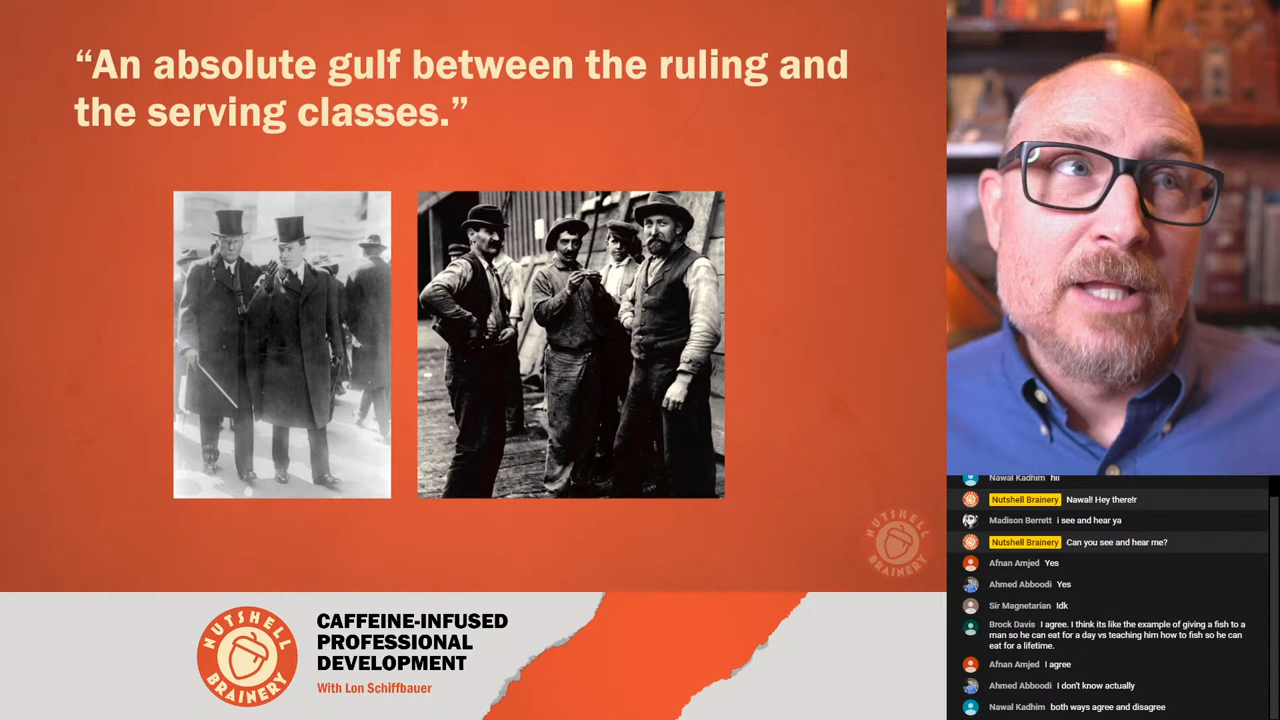 “An absolute gulf between the ruling and
the serving classes.”
NUTSHELL
BRAINERY
NUTSHELL
BRAINERY
CAFFEINE-INFUSED
PROFESSIONAL
DEVELOPMENT
With Lon Schiffbauer
Nawal Kadhim hii
Nutshell Brainery Nawal! Hey there!r
Madison Berrett i see and hear ya
Nutshell Brainery Can you see and hear me?
Afnan Amjed Yes
Ahmed Abboodi Yes
Sir Magnetarian Idk
Brock Davis I agree. I think its like the example of giving a fish to a
man so he can eat for a day vs teaching him how to fish so he can
eat for a lifetime.
Afnan Amjed I agree
Ahmed Abboodi I don't know actually
Nawal Kadhim both ways agree and disagree